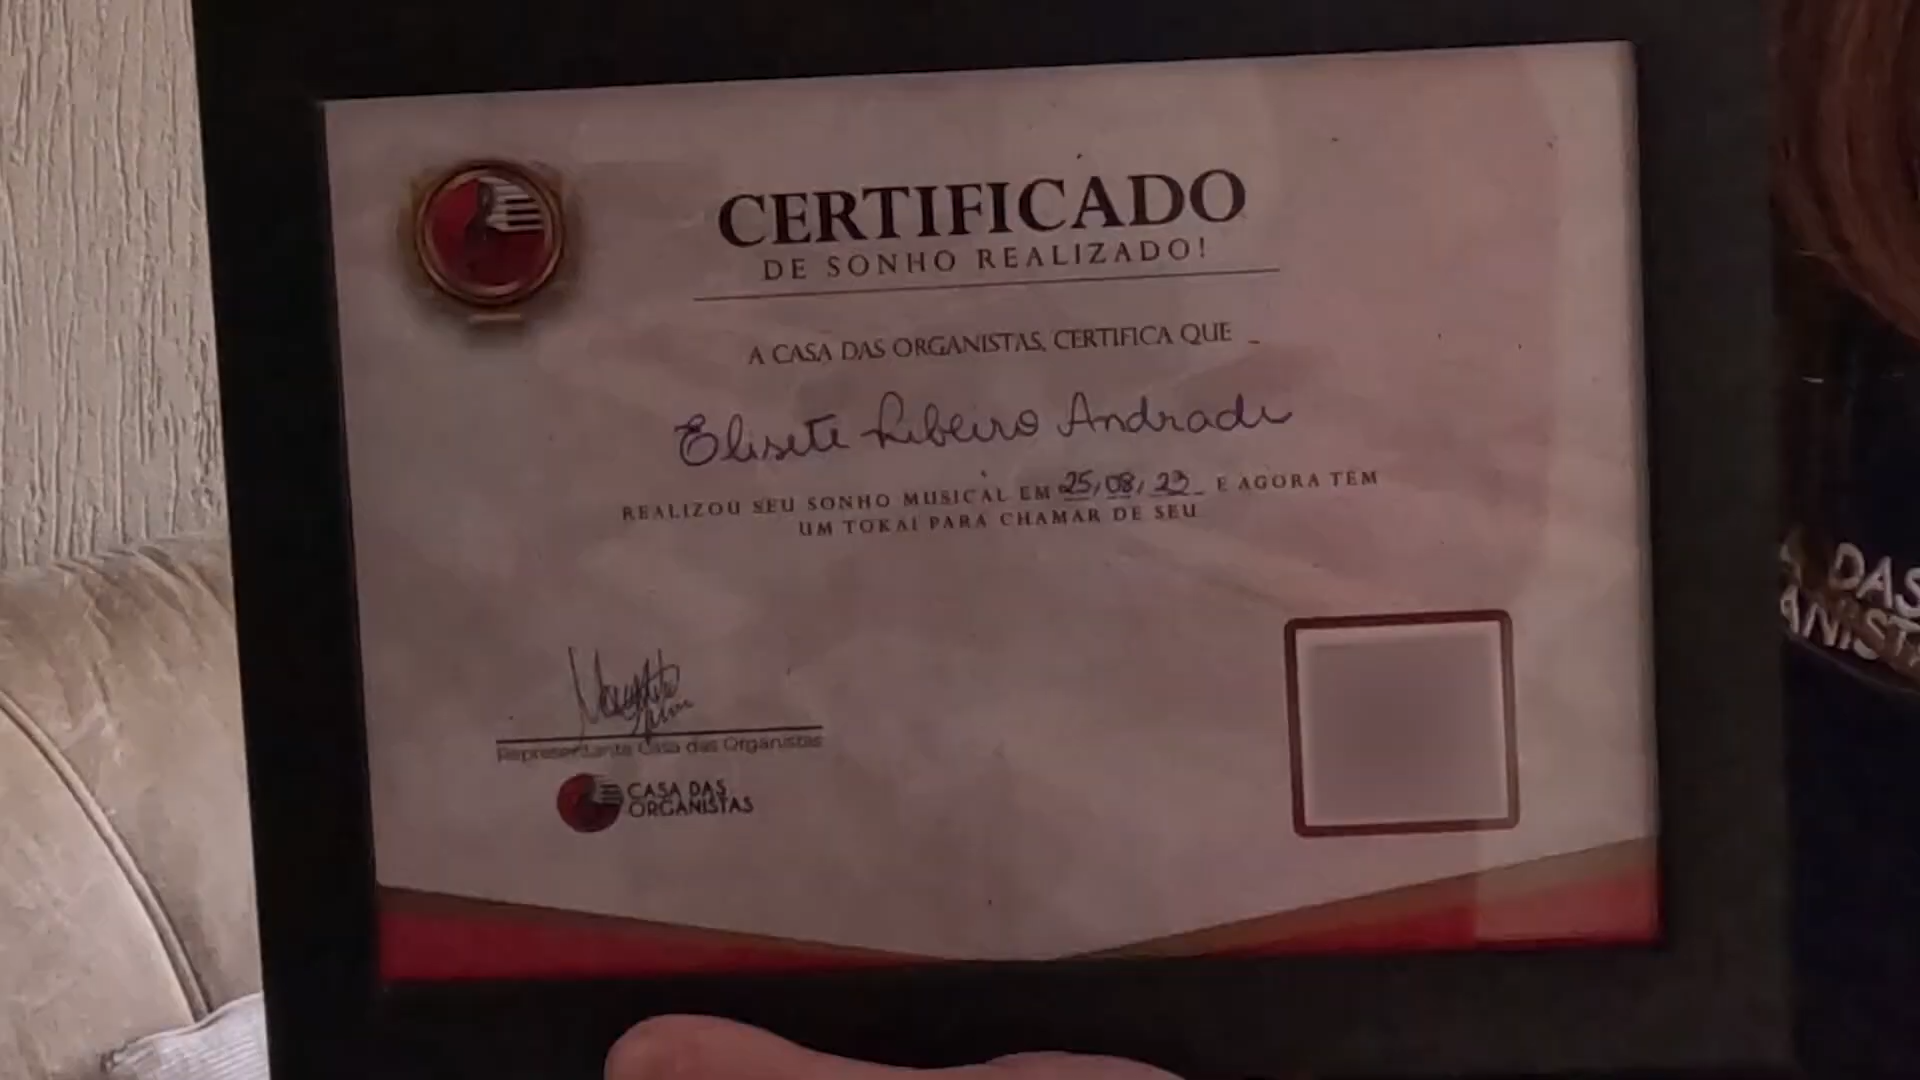 CERTIFICADO
DE SONHO REALIZADO!
A CASA DAS ORGANISTAS, CERTIFICA QUE _
Elisete Ribeiro Andrade
REALIZOU SEU SONHO MUSICAL EM 25/08/23 E AGORA TEM
UM TOKAI PARA CHAMAR DE SEU
Representante Casa das Organistas
CASA DAS
ORGANISTAS
DAS